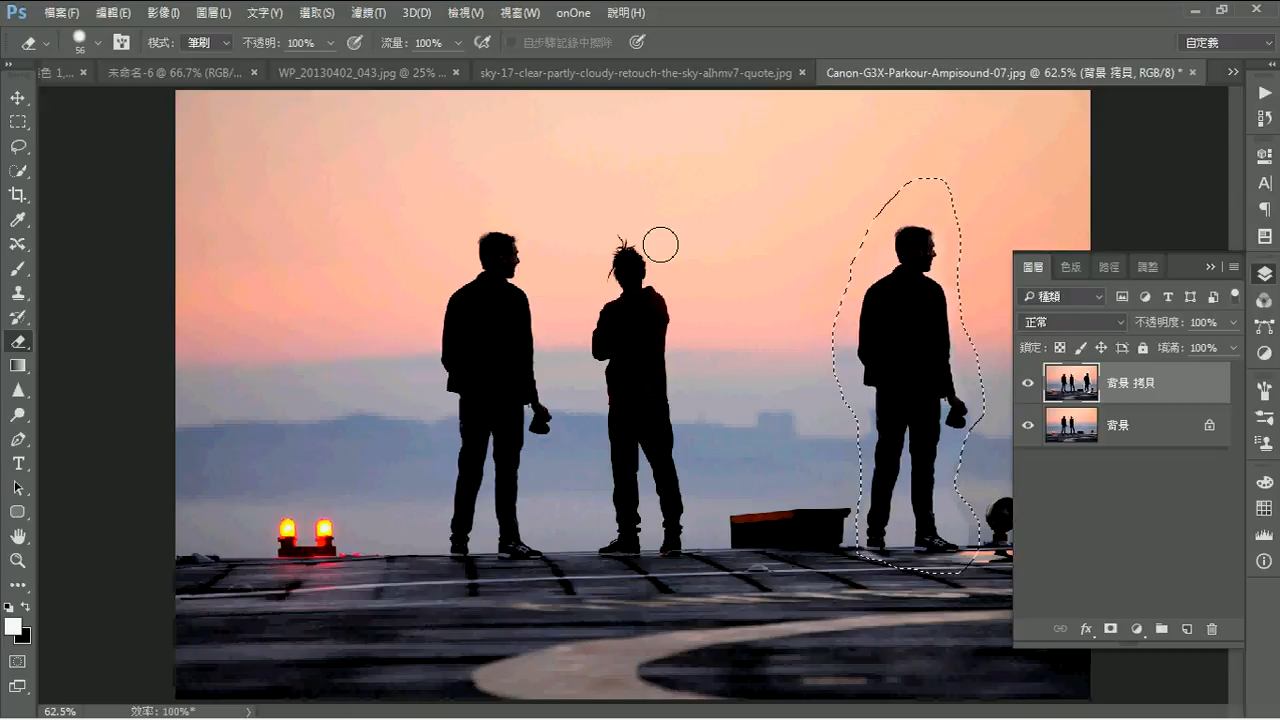 Ps 檔案(F) 編輯(E) 影像(I) 圖層(L) 文字(Y) 選取(S) 濾鏡(T) 3D(D) 檢視(V) 視窗(W) onOne 說明(H)
56 模式: 筆刷 不透明: 100% 流量: 100% 自步驟記錄中擦除 自定義
色 1,... × 未命名-6 @ 66.7% (RGB/... × WP_20130402_043.jpg @ 25% ... × sky-17-clear-partly-cloudy-retouch-the-sky-alhmv7-quote.jpg × Canon-G3X-Parkour-Ampisound-07.jpg @ 62.5% (背景 拷貝, RGB/8) * ×
圖層 色版 路徑 調整
種類
正常 不透明度: 100%
鎖定: 填滿: 100%
背景 拷貝
背景
fx
62.5% 效率: 100%*